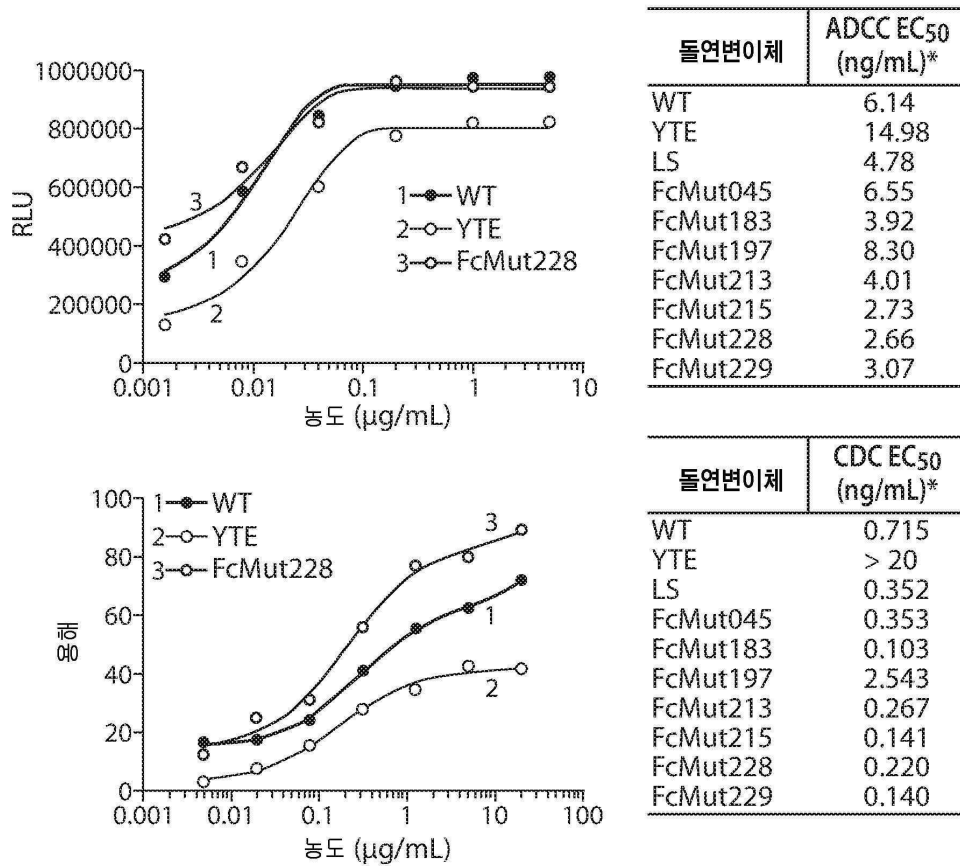 1000000
800000
600000
400000
200000
0
RLU
3
1
2
1 WT
2 YTE
3 FcMut228
0.001 0.01 0.1 1 10
농도 (µg/mL)
돌연변이체 ADCC EC50 (ng/mL)*
WT 6.14
YTE 14.98
LS 4.78
FcMut045 6.55
FcMut183 3.92
FcMut197 8.30
FcMut213 4.01
FcMut215 2.73
FcMut228 2.66
FcMut229 3.07
100
80
60
40
20
0
용해
1 WT
2 YTE
3 FcMut228
3
1
2
0.001 0.01 0.1 1 10 100
농도 (µg/mL)
돌연변이체 CDC EC50 (ng/mL)*
WT 0.715
YTE > 20
LS 0.352
FcMut045 0.353
FcMut183 0.103
FcMut197 2.543
FcMut213 0.267
FcMut215 0.141
FcMut228 0.220
FcMut229 0.140